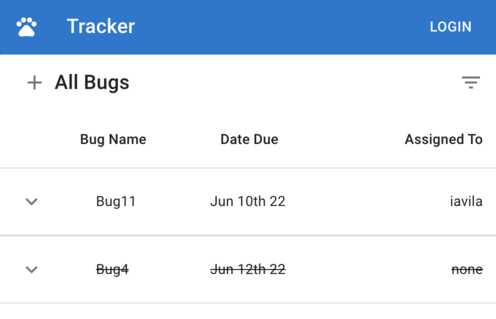 Tracker LOGIN
All Bugs
Bug Name Date Due Assigned To
Bug11 Jun 10th 22 iavila
Bug4 Jun 12th 22 none